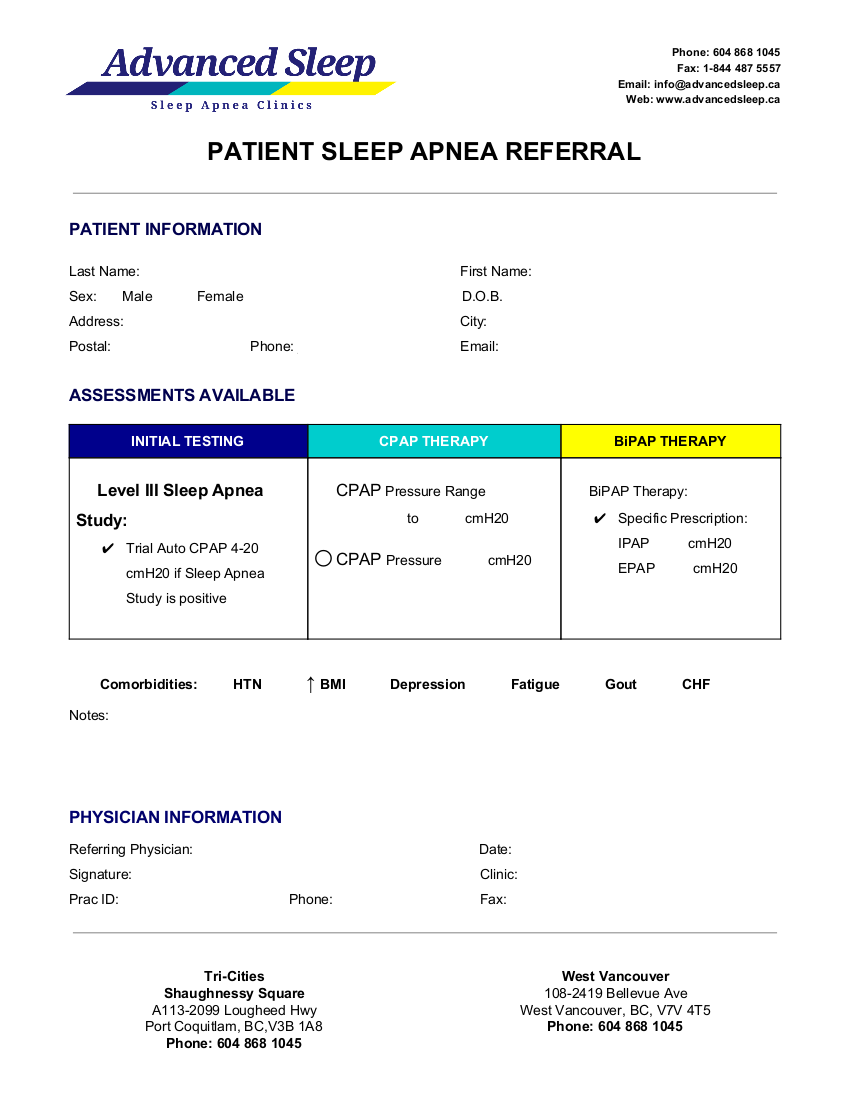 Advanced Sleep
Sleep Apnea Clinics
Phone: 604 868 1045
Fax: 1-844 487 5557
Email: info@advancedsleep.ca
Web: www.advancedsleep.ca
PATIENT SLEEP APNEA REFERRAL
PATIENT INFORMATION
Last Name: First Name:
Sex: Male Female D.O.B.
Address: City:
Postal: Phone: Email:
ASSESSMENTS AVAILABLE
INITIAL TESTING
Level III Sleep Apnea
Study:
✔ Trial Auto CPAP 4-20
cmH20 if Sleep Apnea
Study is positive
CPAP THERAPY
CPAP Pressure Range
to cmH20
CPAP Pressure cmH20
BiPAP THERAPY
BiPAP Therapy:
✔ Specific Prescription:
IPAP cmH20
EPAP cmH20
Comorbidities: HTN ↑ BMI Depression Fatigue Gout CHF
Notes:
PHYSICIAN INFORMATION
Referring Physician: Date:
Signature: Clinic:
Prac ID: Phone: Fax:
Tri-Cities
Shaughnessy Square
A113-2099 Lougheed Hwy
Port Coquitlam, BC,V3B 1A8
Phone: 604 868 1045
West Vancouver
108-2419 Bellevue Ave
West Vancouver, BC, V7V 4T5
Phone: 604 868 1045